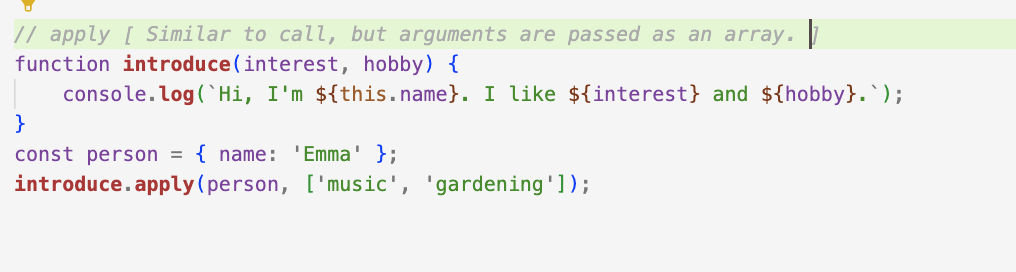 // apply [ Similar to call, but arguments are passed as an array. ]
function introduce(interest, hobby) {
    console.log(`Hi, I'm ${this.name}. I like ${interest} and ${hobby}.`);
}
const person = { name: 'Emma' };
introduce.apply(person, ['music', 'gardening']);